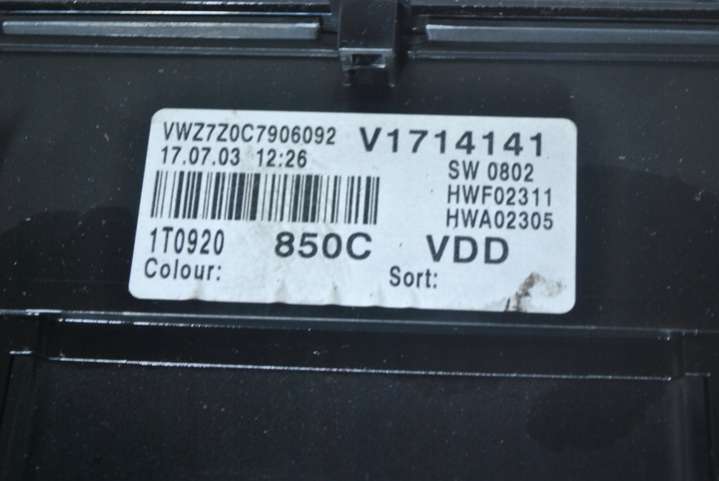 VWZ7Z0C7906092 V1714141
17.07.03 12:26 SW 0802
HWF02311
HWA02305
1T0920 850C VDD
Colour: Sort: